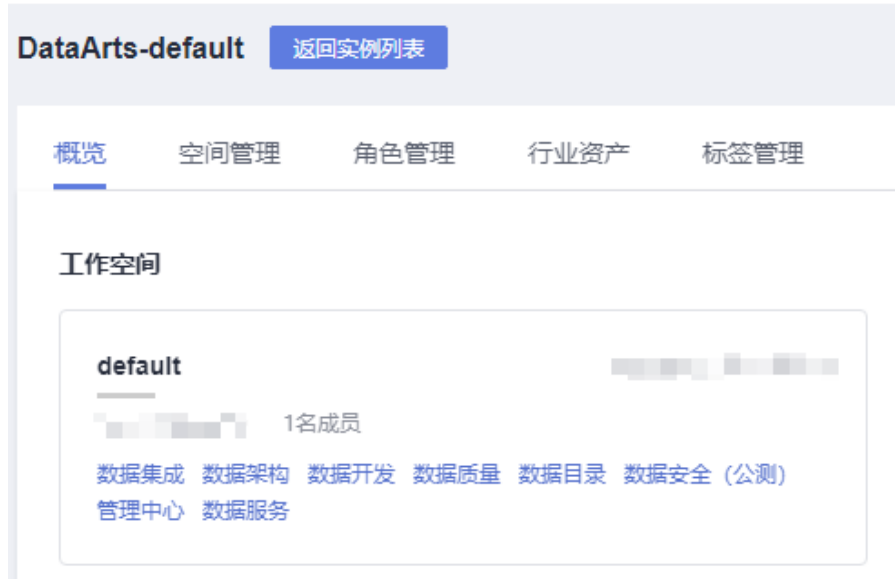 DataArts-default 返回实例列表
概览 空间管理 角色管理 行业资产 标签管理
工作空间
default
1名成员
数据集成 数据架构 数据开发 数据质量 数据目录 数据安全（公测）
管理中心 数据服务